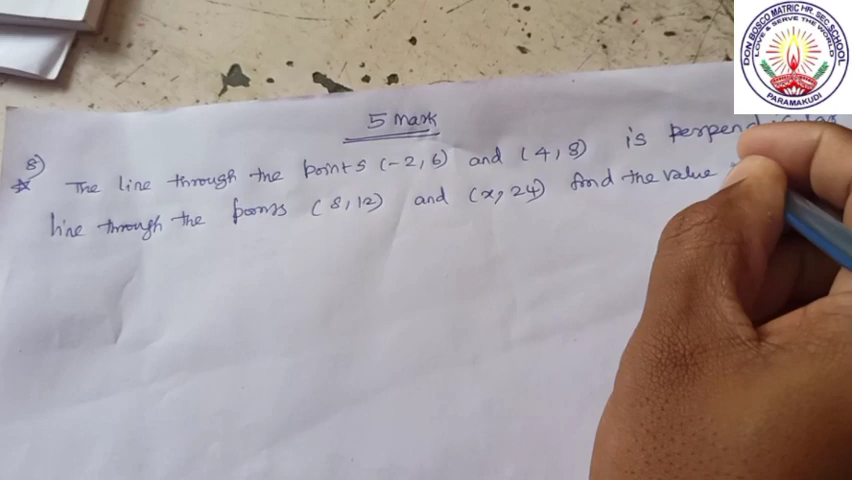 DON BOSCO MATRIC HR. SEC. SCHOOL
LOVE & SERVE THE WORLD
PARAMAKUDI
5 Mark
8) The line through the points (-2, 6) and (4, 8) is perpendicular
line through the points (8, 12) and (x, 24) find the value